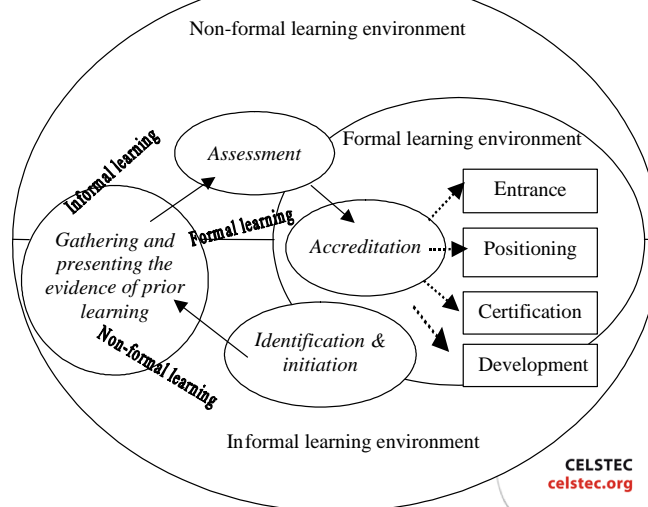 Non-formal learning environment
Formal learning environment
Assessment
Informal learning
Entrance
Formal learning
Gathering and
presenting the
evidence of prior
learning
Accreditation
Positioning
Certification
Non-formal learning
Identification &
initiation
Development
Informal learning environment
CELSTEC
celstec.org